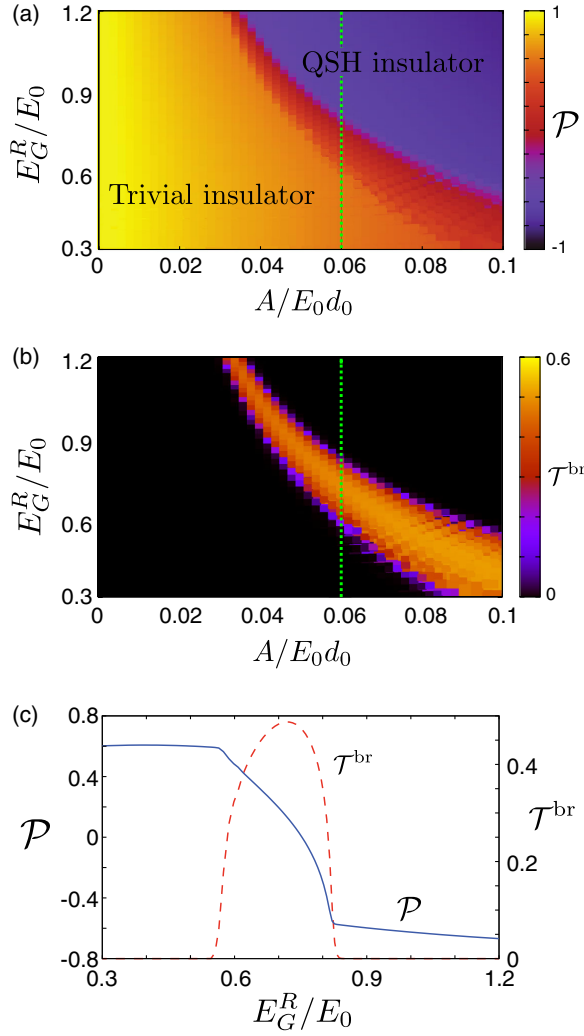 (a)
1.2
0.9
0.6
0.3
E_G^R/E_0
QSH insulator
Trivial insulator
0 0.02 0.04 0.06 0.08 0.1
A/E_0d_0
1
𝒫
-1
(b)
1.2
0.9
0.6
0.3
E_G^R/E_0
0 0.02 0.04 0.06 0.08 0.1
A/E_0d_0
0.6
𝒯^br
0
(c)
0.8
0.4
0
-0.4
-0.8
𝒫
𝒯^br
𝒫
0.4
0.2
0
𝒯^br
0.3 0.6 0.9 1.2
E_G^R/E_0